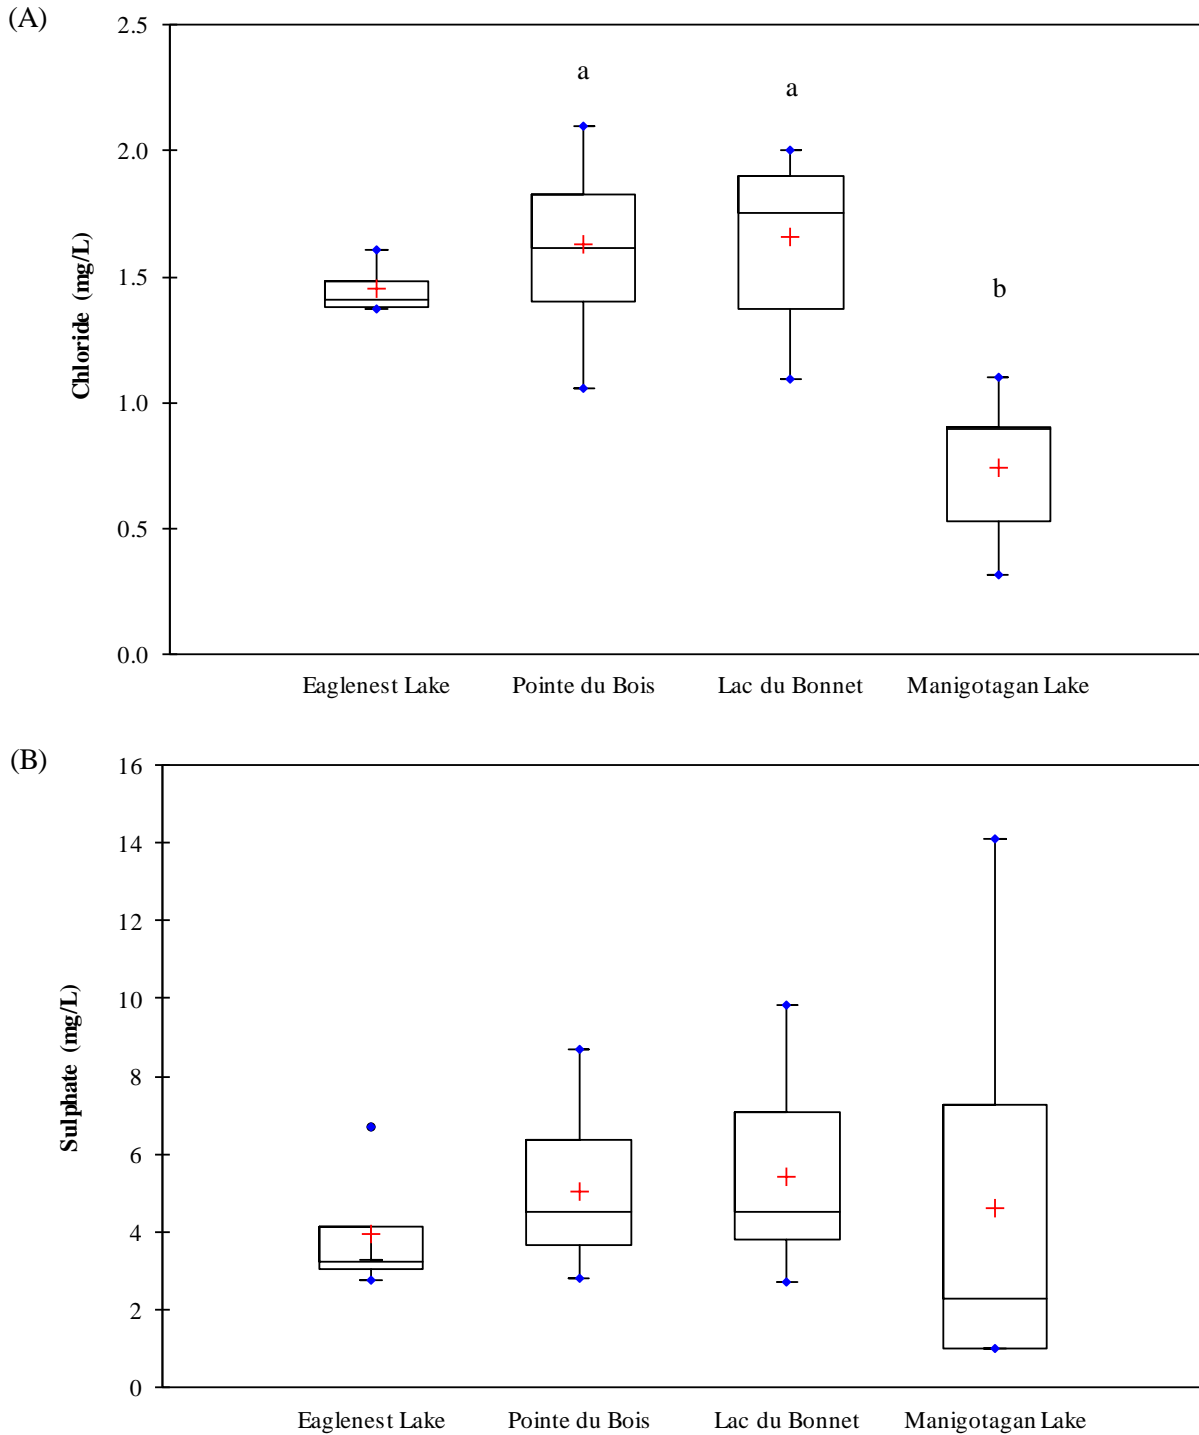 (A)
2.5
a
a
2.0
1.5
b
Chloride (mg/L)
1.0
0.5
0.0
Eaglenest Lake Pointe du Bois Lac du Bonnet Manigotagan Lake
(B)
16
14
12
10
Sulphate (mg/L)
8
6
4
2
0
Eaglenest Lake Pointe du Bois Lac du Bonnet Manigotagan Lake